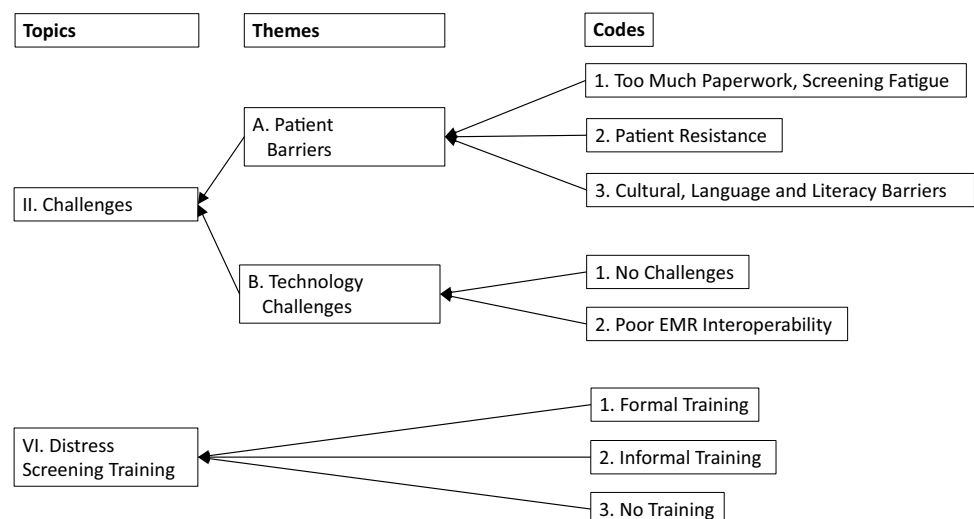 Topics
Themes
Codes
1. Too Much Paperwork, Screening Fatigue
A. Patient
Barriers
2. Patient Resistance
3. Cultural, Language and Literacy Barriers
II. Challenges
1. No Challenges
B. Technology
Challenges
2. Poor EMR Interoperability
1. Formal Training
VI. Distress
Screening Training
2. Informal Training
3. No Training